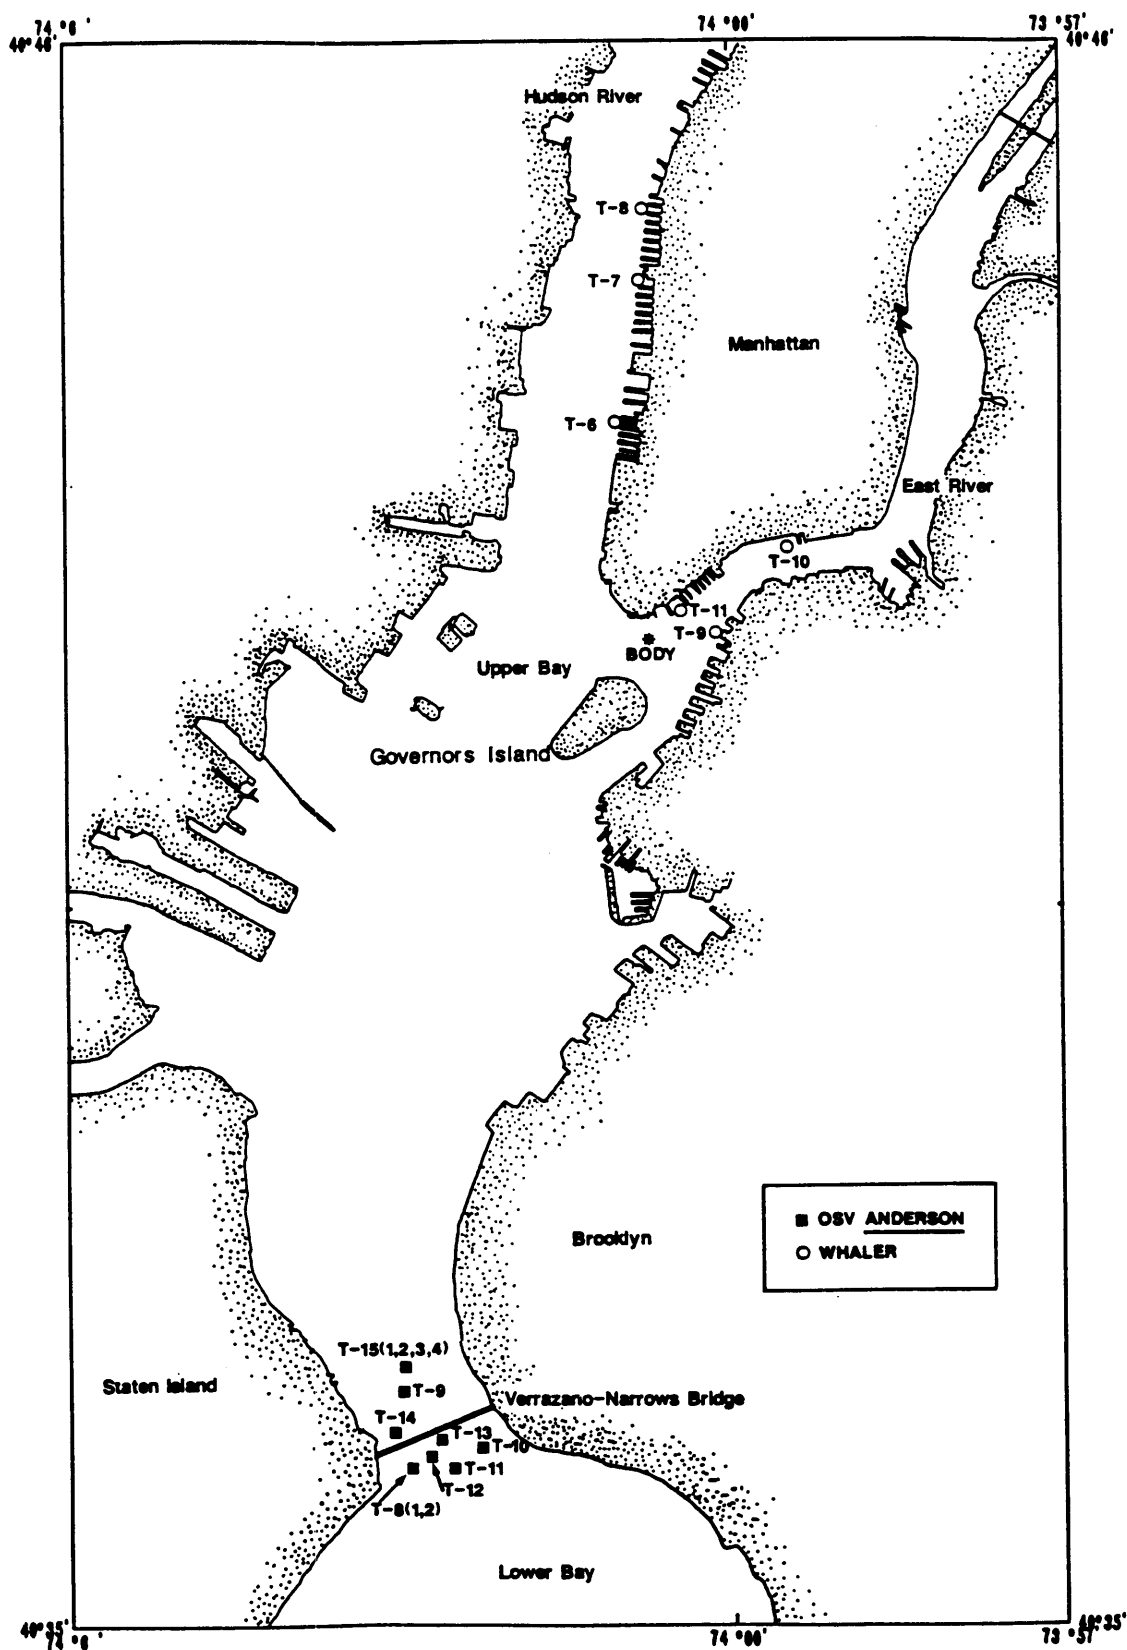 74 °6 '
74 °00 '
73 °57 '
40°46 '
40°46 '
Hudson River
T-8
T-7
Manhattan
T-6
East River
T-10
T-11
T-9
*
BODY
Upper Bay
Governors Island
■ OSV ANDERSON
○ WHALER
Brooklyn
T-15(1,2,3,4)
Staten Island
T-9
Verrazano-Narrows Bridge
T-14
T-13
T-10
T-11
T-12
T-8(1,2)
Lower Bay
40°35'
40°35'
74 °6 '
74 °00 '
73 °57 '